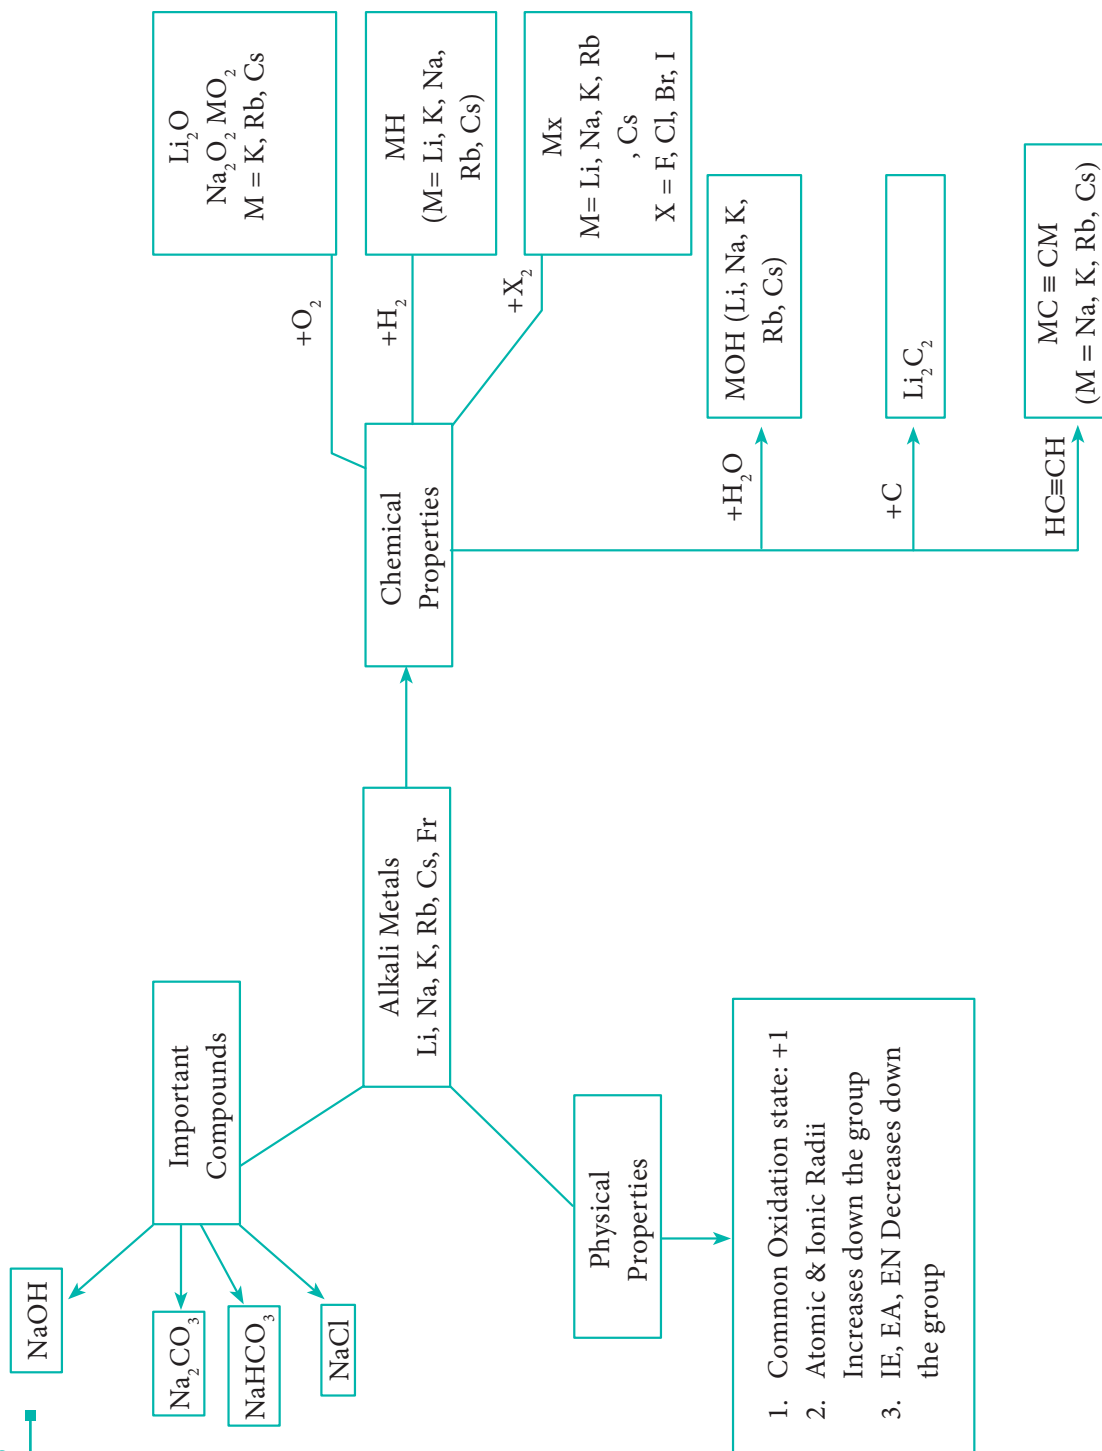 Alkali Metals
Li, Na, K, Rb, Cs, Fr
Important
Compounds
NaOH
Na₂CO₃
NaHCO₃
NaCl
Physical
Properties
1. Common Oxidation state: +1
2. Atomic & Ionic Radii
Increases down the group
3. IE, EA, EN Decreases down
the group
Chemical
Properties
+O₂
Li₂O
Na₂O₂ MO₂
M = K, Rb, Cs
+H₂
MH
(M= Li, K, Na,
Rb, Cs)
+X₂
Mx
M= Li, Na, K, Rb
, Cs
X = F, Cl, Br, I
+H₂O
MOH (Li, Na, K,
Rb, Cs)
+C
Li₂C₂
HC≡CH
MC ≡ CM
(M = Na, K, Rb, Cs)